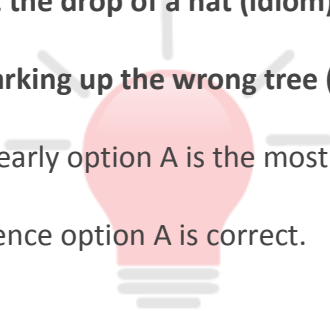 the drop of a hat (idiom)
arking up the wrong tree (
early option A is the most
ence option A is correct.